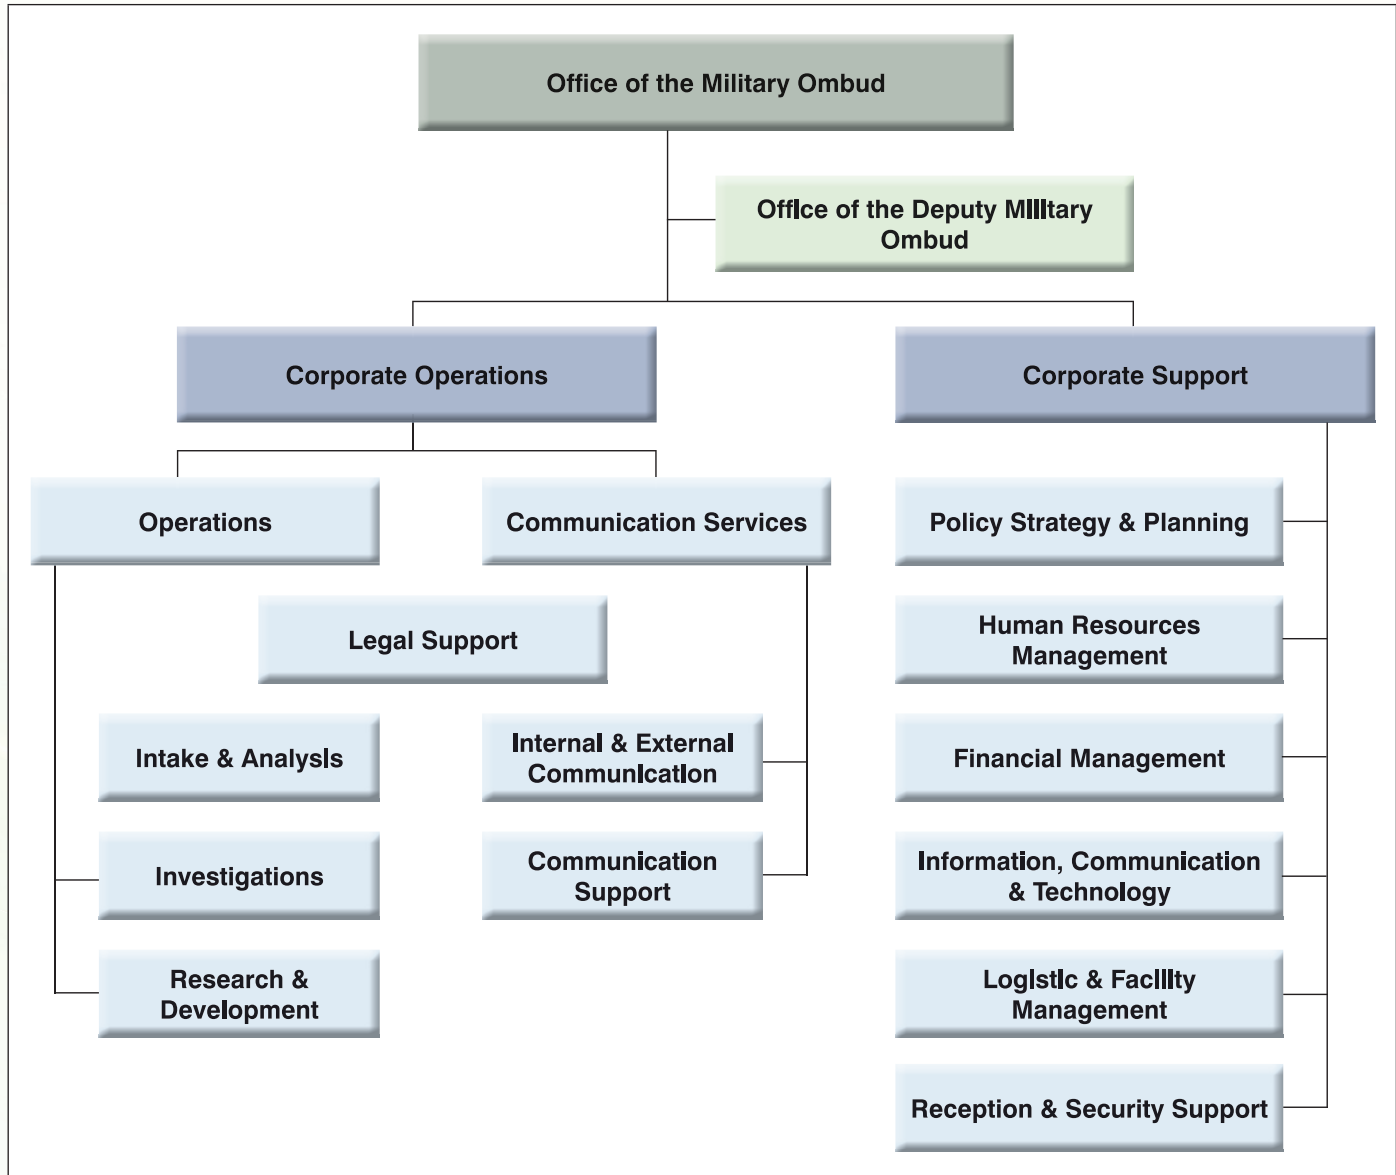 Office of the Military Ombud
Office of the Deputy Military
Ombud
Corporate Operations
Corporate Support
Operations
Communication Services
Policy Strategy & Planning
Legal Support
Human Resources
Management
Intake & Analysis
Internal & External
Communication
Financial Management
Investigations
Communication
Support
Information, Communication
& Technology
Research &
Development
Logistic & Facility
Management
Reception & Security Support